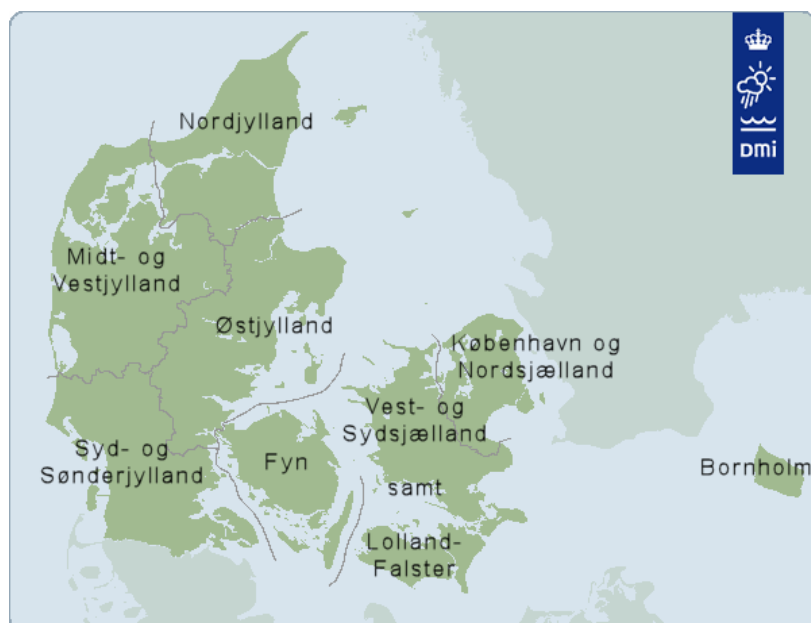 DMi
Nordjylland
Midt- og
Vestjylland
Østjylland
København og
Nordsjælland
Vest- og
Sydsjælland
Syd- og
Sønderjylland
Fyn
samt
Bornholm
Lolland-
Falster